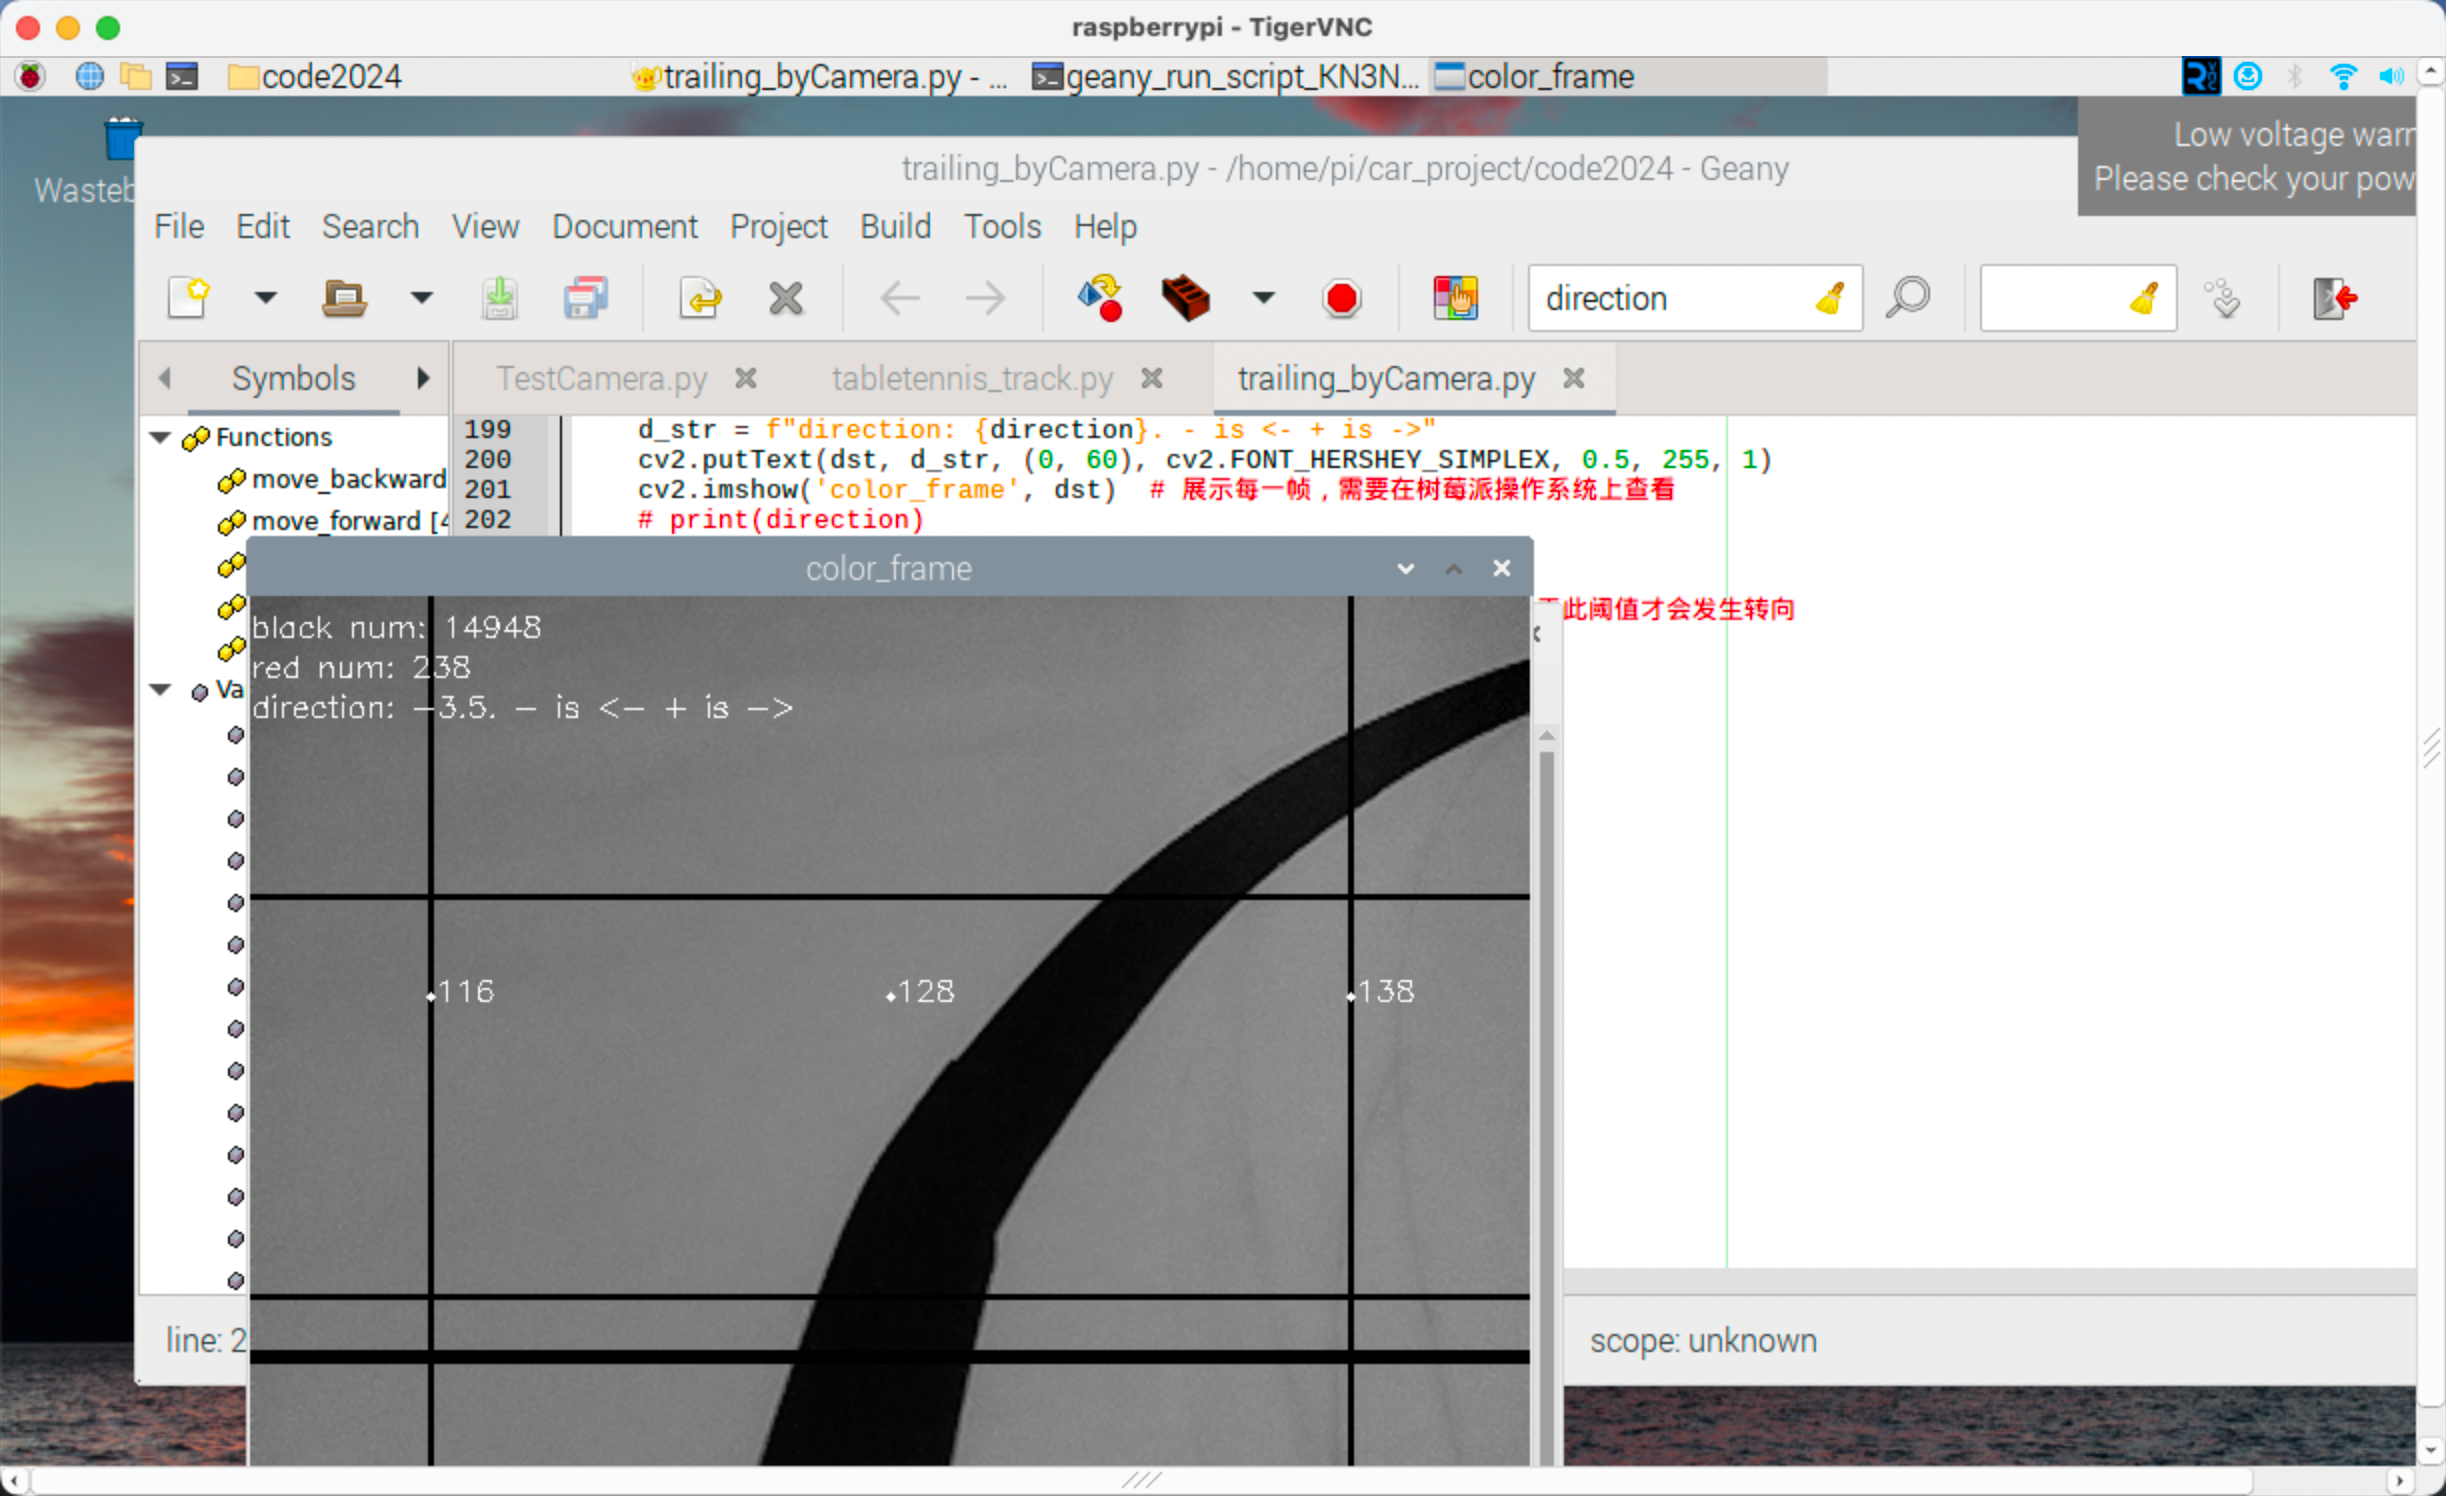 raspberrypi - TigerVNC
code2024
trailing_byCamera.py - ...
geany_run_script_KN3N...
color_frame
Low voltage warn
Please check your pow
Wasteb
trailing_byCamera.py - /home/pi/car_project/code2024 - Geany
File Edit Search View Document Project Build Tools Help
direction
Symbols
TestCamera.py
tabletennis_track.py
trailing_byCamera.py
Functions
move_backward
move_forward [4
Va
199 d_str = f"direction: {direction}. - is <- + is ->"
200 cv2.putText(dst, d_str, (0, 60), cv2.FONT_HERSHEY_SIMPLEX, 0.5, 255, 1)
201 cv2.imshow('color_frame', dst) # 展示每一帧，需要在树莓派操作系统上查看
202 # print(direction)
此阈值才会发生转向
color_frame
black num: 14948
red num: 238
direction: -3.5. - is <- + is ->
116
128
138
line: 2
scope: unknown